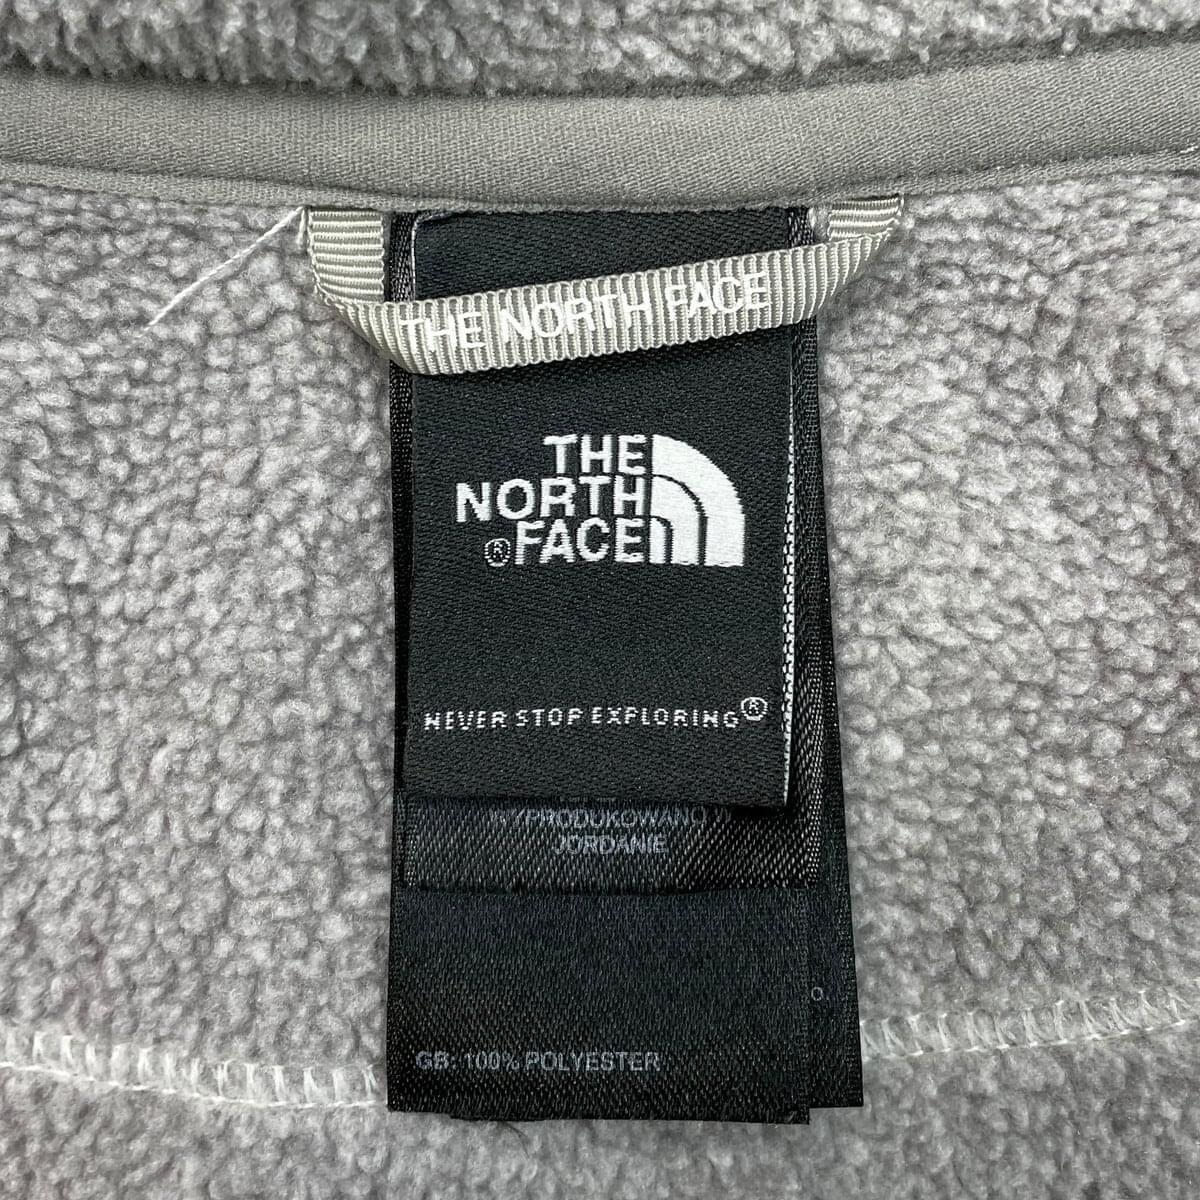 THE NORTH FACE
THE
NORTH
®FACE
NEVER STOP EXPLORING®
WYPRODUKOWANO W
JORDANIE
o.
GB: 100% POLYESTER